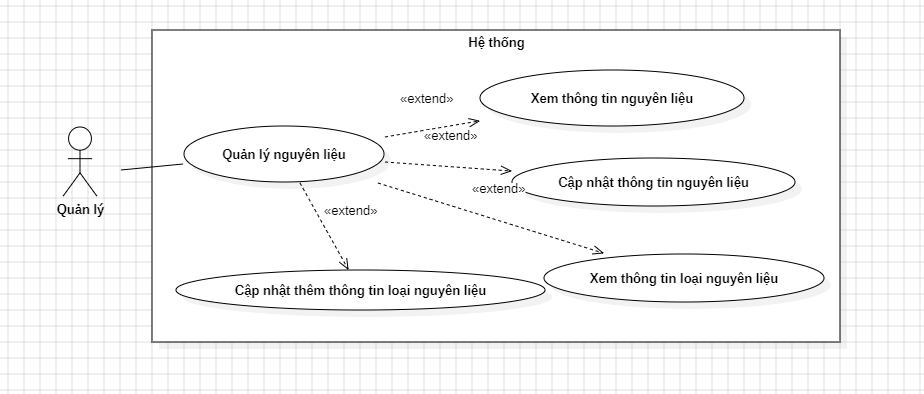 Hệ thống
«extend»
Xem thông tin nguyên liệu
«extend»
Quản lý nguyên liệu
«extend»
Cập nhật thông tin nguyên liệu
Quản lý
«extend»
Xem thông tin loại nguyên liệu
Cập nhật thêm thông tin loại nguyên liệu